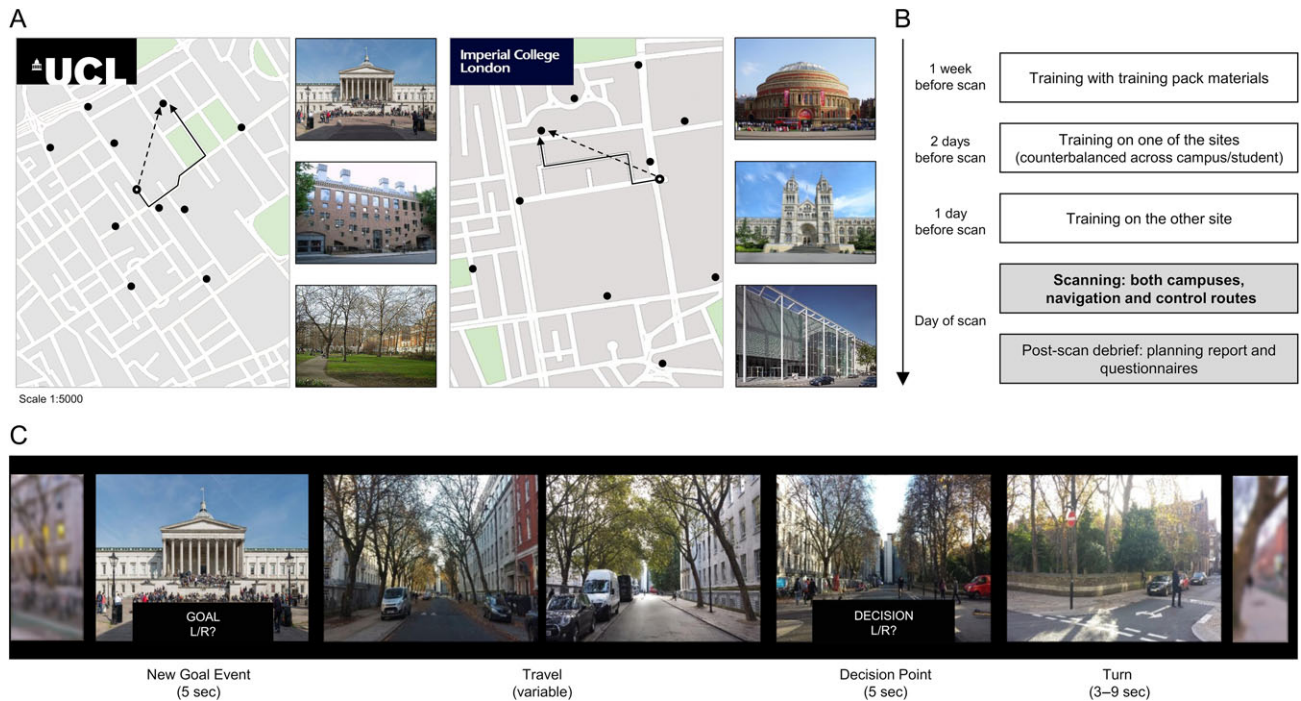 A
UCL
Imperial College
London
Scale 1:5000
B
1 week
before scan
Training with training pack materials
2 days
before scan
Training on one of the sites
(counterbalanced across campus/student)
1 day
before scan
Training on the other site
Day of scan
Scanning: both campuses,
navigation and control routes
Post-scan debrief: planning report and
questionnaires
C
GOAL
L/R?
DECISION
L/R?
New Goal Event
(5 sec)
Travel
(variable)
Decision Point
(5 sec)
Turn
(3–9 sec)